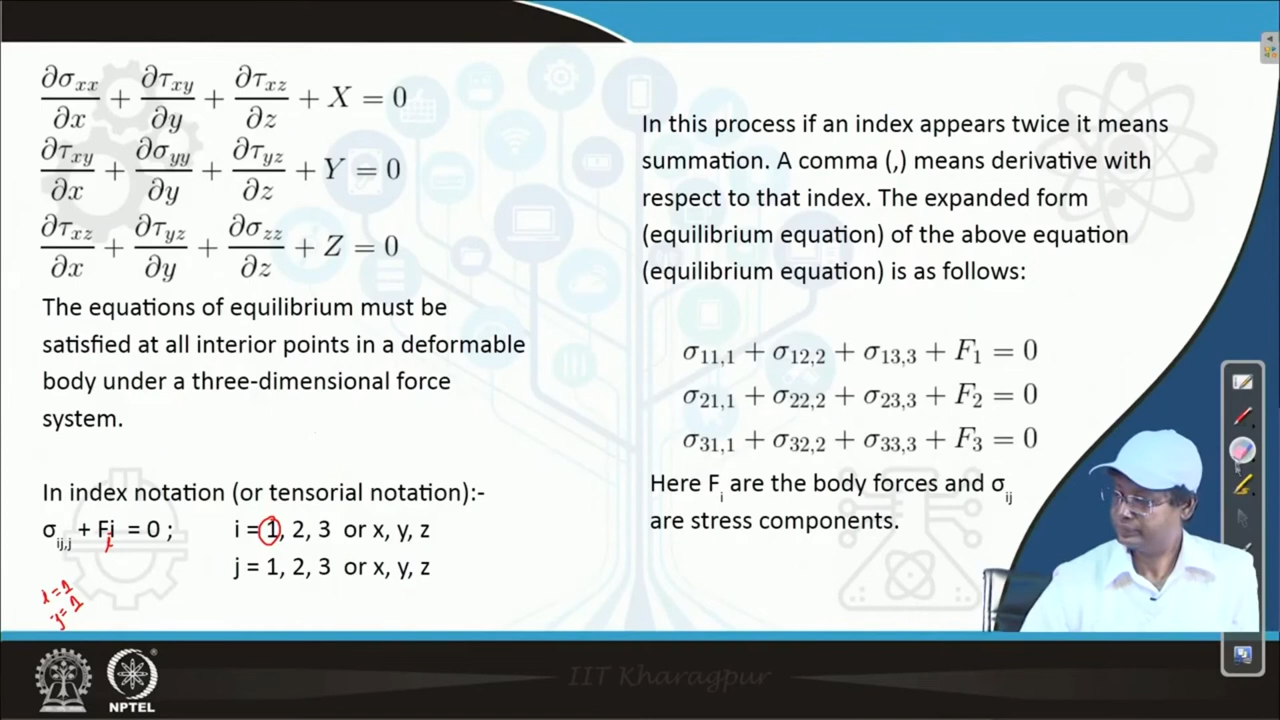 ∂σxx/∂x + ∂τxy/∂y + ∂τxz/∂z + X = 0
∂τxy/∂x + ∂σyy/∂y + ∂τyz/∂z + Y = 0
∂τxz/∂x + ∂τyz/∂y + ∂σzz/∂z + Z = 0
The equations of equilibrium must be
satisfied at all interior points in a deformable
body under a three-dimensional force
system.
In index notation (or tensorial notation):-
σij,j + Fi = 0 ; i = 1, 2, 3 or x, y, z
i
j = 1, 2, 3 or x, y, z
i=1
j=1
In this process if an index appears twice it means
summation. A comma (,) means derivative with
respect to that index. The expanded form
(equilibrium equation) of the above equation
(equilibrium equation) is as follows:
σ11,1 + σ12,2 + σ13,3 + F1 = 0
σ21,1 + σ22,2 + σ23,3 + F2 = 0
σ31,1 + σ32,2 + σ33,3 + F3 = 0
Here Fi are the body forces and σij
are stress components.
NPTEL
IIT Kharagpur